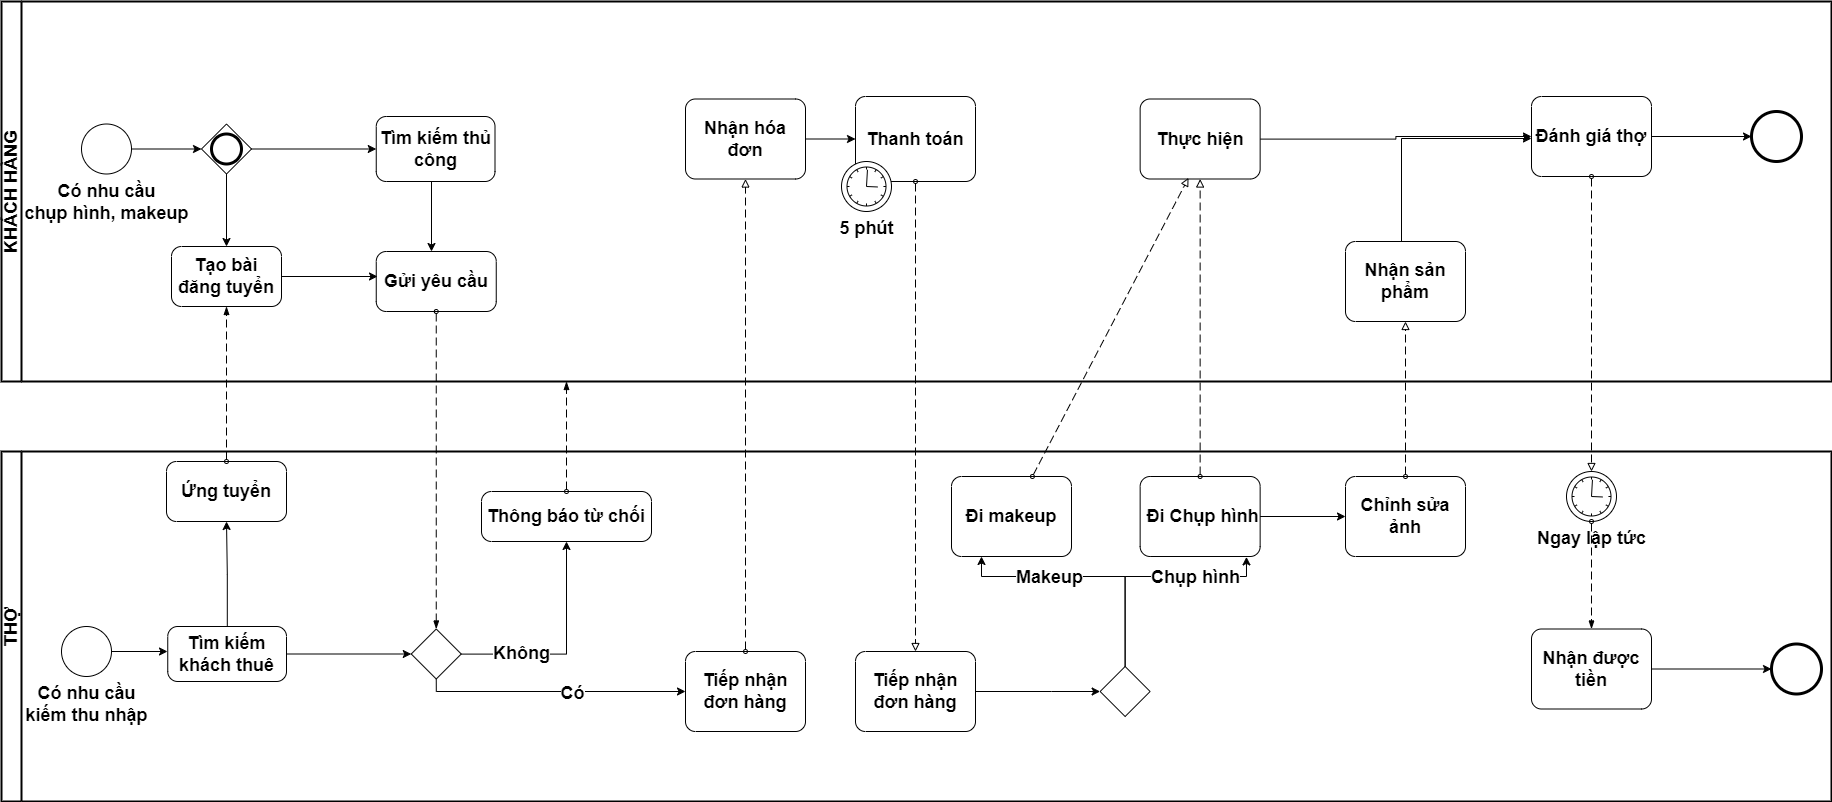 KHÁCH HÀNG
Có nhu cầu
chụp hình, makeup
Tìm kiếm thủ
công
Tạo bài
đăng tuyển
Gửi yêu cầu
Nhận hóa
đơn
Thanh toán
5 phút
Thực hiện
Nhận sản
phẩm
Đánh giá thợ
THỢ
Có nhu cầu
kiếm thu nhập
Ứng tuyển
Tìm kiếm
khách thuê
Thông báo từ chối
Không
Có
Tiếp nhận
đơn hàng
Tiếp nhận
đơn hàng
Đi makeup
Makeup
Đi Chụp hình
Chụp hình
Chỉnh sửa
ảnh
Ngay lập tức
Nhận được
tiền